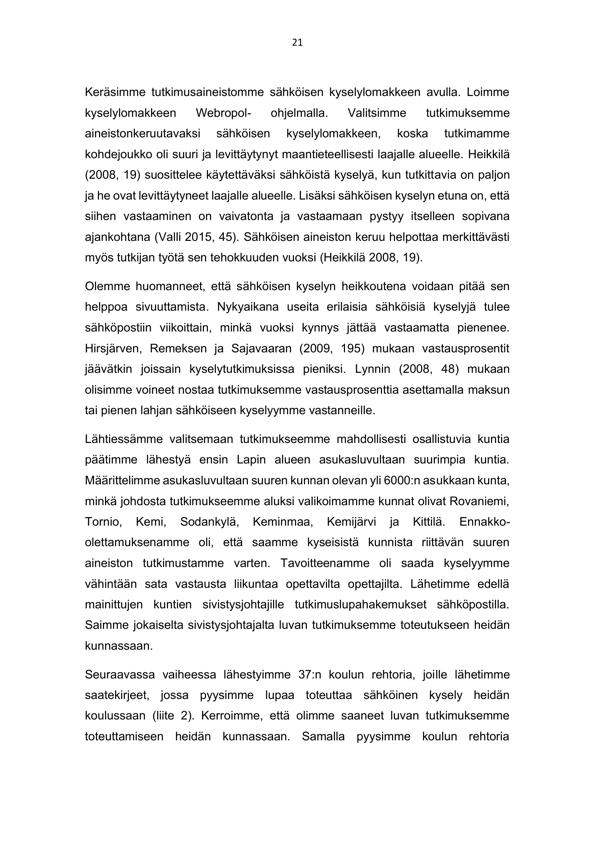 21
Keräsimme tutkimusaineistomme sähköisen kyselylomakkeen avulla. Loimme
kyselylomakkeen Webropol- ohjelmalla. Valitsimme tutkimuksemme
aineistonkeruutavaksi sähköisen kyselylomakkeen, koska tutkimamme
kohdejoukko oli suuri ja levittäytynyt maantieteellisesti laajalle alueelle. Heikkilä
(2008, 19) suosittelee käytettäväksi sähköistä kyselyä, kun tutkittavia on paljon
ja he ovat levittäytyneet laajalle alueelle. Lisäksi sähköisen kyselyn etuna on, että
siihen vastaaminen on vaivatonta ja vastaamaan pystyy itselleen sopivana
ajankohtana (Valli 2015, 45). Sähköisen aineiston keruu helpottaa merkittävästi
myös tutkijan työtä sen tehokkuuden vuoksi (Heikkilä 2008, 19).
Olemme huomanneet, että sähköisen kyselyn heikkoutena voidaan pitää sen
helppoa sivuuttamista. Nykyaikana useita erilaisia sähköisiä kyselyjä tulee
sähköpostiin viikoittain, minkä vuoksi kynnys jättää vastaamatta pienenee.
Hirsjärven, Remeksen ja Sajavaaran (2009, 195) mukaan vastausprosentit
jäävätkin joissain kyselytutkimuksissa pieniksi. Lynnin (2008, 48) mukaan
olisimme voineet nostaa tutkimuksemme vastausprosenttia asettamalla maksun
tai pienen lahjan sähköiseen kyselyymme vastanneille.
Lähtiessämme valitsemaan tutkimukseemme mahdollisesti osallistuvia kuntia
päätimme lähestyä ensin Lapin alueen asukasluvultaan suurimpia kuntia.
Määrittelimme asukasluvultaan suuren kunnan olevan yli 6000:n asukkaan kunta,
minkä johdosta tutkimukseemme aluksi valikoimamme kunnat olivat Rovaniemi,
Tornio, Kemi, Sodankylä, Keminmaa, Kemijärvi ja Kittilä. Ennakko-
olettamuksenamme oli, että saamme kyseisistä kunnista riittävän suuren
aineiston tutkimustamme varten. Tavoitteenamme oli saada kyselyymme
vähintään sata vastausta liikuntaa opettavilta opettajilta. Lähetimme edellä
mainittujen kuntien sivistysjohtajille tutkimuslupahakemukset sähköpostilla.
Saimme jokaiselta sivistysjohtajalta luvan tutkimuksemme toteutukseen heidän
kunnassaan.
Seuraavassa vaiheessa lähestyimme 37:n koulun rehtoria, joille lähetimme
saatekirjeet, jossa pyysimme lupaa toteuttaa sähköinen kysely heidän
koulussaan (liite 2). Kerroimme, että olimme saaneet luvan tutkimuksemme
toteuttamiseen heidän kunnassaan. Samalla pyysimme koulun rehtoria